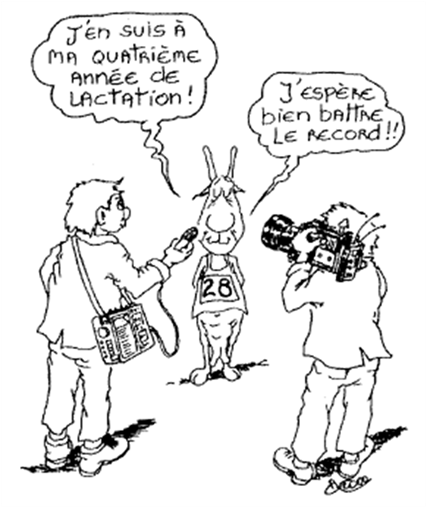 J'en suis à
ma quatrième
année de
lactation!
J'espère
bien battre
le record!!
28